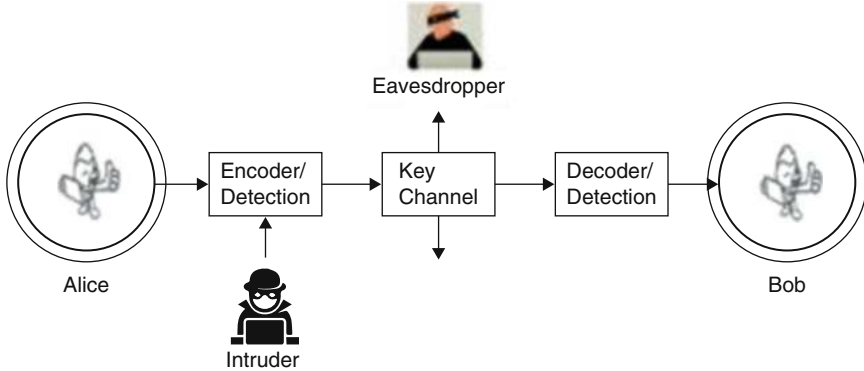 Eavesdropper
Encoder/
Detection
Key
Channel
Decoder/
Detection
Alice
Bob
Intruder